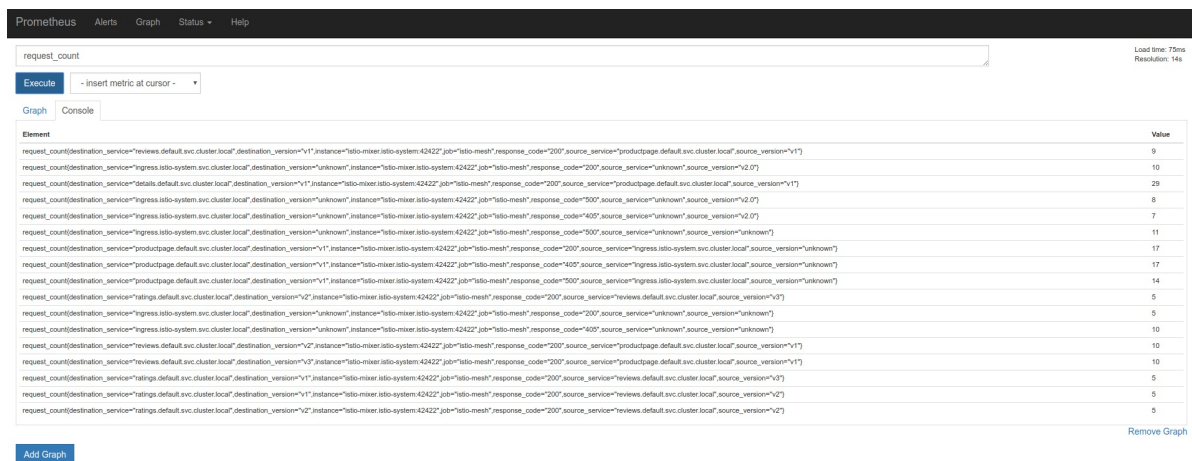 Prometheus Alerts Graph Status Help
request_count
Load time: 75ms
Resolution: 14s
Execute - insert metric at cursor -
Graph Console
Element Value
request_count{destination_service="reviews.default.svc.cluster.local",destination_version="v1",instance="istio-mixer.istio-system:42422",job="istio-mesh",response_code="200",source_service="productpage.default.svc.cluster.local",source_version="v1"} 9
request_count{destination_service="ingress.istio-system.svc.cluster.local",destination_version="unknown",instance="istio-mixer.istio-system:42422",job="istio-mesh",response_code="200",source_service="unknown",source_version="v2.0"} 10
request_count{destination_service="details.default.svc.cluster.local",destination_version="v1",instance="istio-mixer.istio-system:42422",job="istio-mesh",response_code="200",source_service="productpage.default.svc.cluster.local",source_version="v1"} 29
request_count{destination_service="ingress.istio-system.svc.cluster.local",destination_version="unknown",instance="istio-mixer.istio-system:42422",job="istio-mesh",response_code="500",source_service="unknown",source_version="v2.0"} 8
request_count{destination_service="ingress.istio-system.svc.cluster.local",destination_version="unknown",instance="istio-mixer.istio-system:42422",job="istio-mesh",response_code="405",source_service="unknown",source_version="v2.0"} 7
request_count{destination_service="ingress.istio-system.svc.cluster.local",destination_version="unknown",instance="istio-mixer.istio-system:42422",job="istio-mesh",response_code="500",source_service="unknown",source_version="unknown"} 11
request_count{destination_service="productpage.default.svc.cluster.local",destination_version="v1",instance="istio-mixer.istio-system:42422",job="istio-mesh",response_code="200",source_service="ingress.istio-system.svc.cluster.local",source_version="unknown"} 17
request_count{destination_service="productpage.default.svc.cluster.local",destination_version="v1",instance="istio-mixer.istio-system:42422",job="istio-mesh",response_code="405",source_service="ingress.istio-system.svc.cluster.local",source_version="unknown"} 17
request_count{destination_service="productpage.default.svc.cluster.local",destination_version="v1",instance="istio-mixer.istio-system:42422",job="istio-mesh",response_code="500",source_service="ingress.istio-system.svc.cluster.local",source_version="unknown"} 14
request_count{destination_service="ratings.default.svc.cluster.local",destination_version="v2",instance="istio-mixer.istio-system:42422",job="istio-mesh",response_code="200",source_service="reviews.default.svc.cluster.local",source_version="v3"} 5
request_count{destination_service="ingress.istio-system.svc.cluster.local",destination_version="unknown",instance="istio-mixer.istio-system:42422",job="istio-mesh",response_code="200",source_service="unknown",source_version="unknown"} 5
request_count{destination_service="ingress.istio-system.svc.cluster.local",destination_version="unknown",instance="istio-mixer.istio-system:42422",job="istio-mesh",response_code="405",source_service="unknown",source_version="unknown"} 10
request_count{destination_service="reviews.default.svc.cluster.local",destination_version="v2",instance="istio-mixer.istio-system:42422",job="istio-mesh",response_code="200",source_service="productpage.default.svc.cluster.local",source_version="v1"} 10
request_count{destination_service="reviews.default.svc.cluster.local",destination_version="v3",instance="istio-mixer.istio-system:42422",job="istio-mesh",response_code="200",source_service="productpage.default.svc.cluster.local",source_version="v1"} 10
request_count{destination_service="ratings.default.svc.cluster.local",destination_version="v1",instance="istio-mixer.istio-system:42422",job="istio-mesh",response_code="200",source_service="reviews.default.svc.cluster.local",source_version="v3"} 5
request_count{destination_service="ratings.default.svc.cluster.local",destination_version="v1",instance="istio-mixer.istio-system:42422",job="istio-mesh",response_code="200",source_service="reviews.default.svc.cluster.local",source_version="v2"} 5
request_count{destination_service="ratings.default.svc.cluster.local",destination_version="v2",instance="istio-mixer.istio-system:42422",job="istio-mesh",response_code="200",source_service="reviews.default.svc.cluster.local",source_version="v2"} 5
Remove Graph
Add Graph